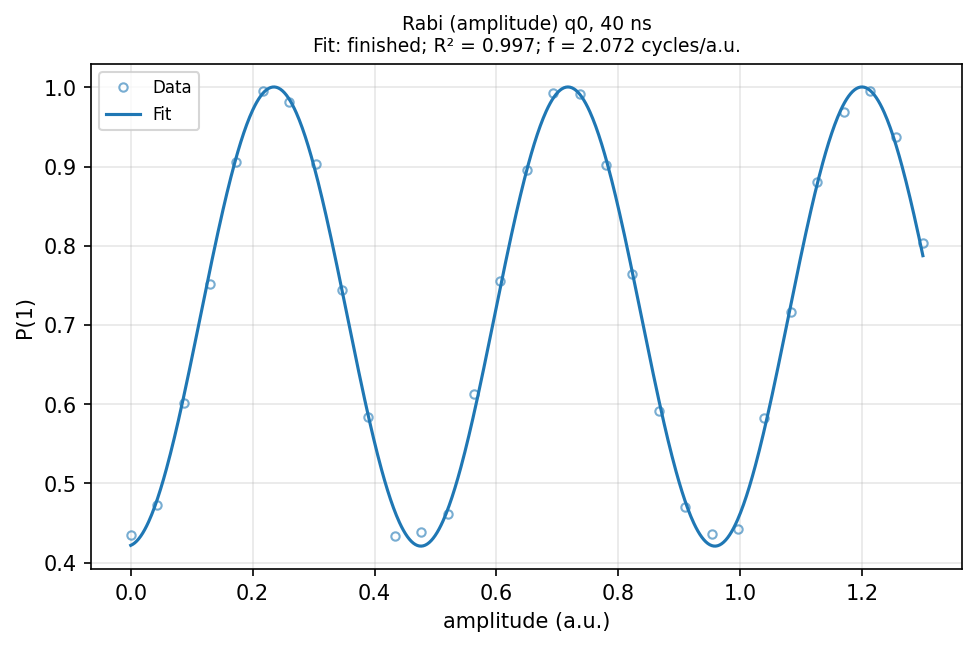 Rabi (amplitude) q0, 40 ns
Fit: finished; R² = 0.997; f = 2.072 cycles/a.u.
Data
Fit
P(1)
1.0
0.9
0.8
0.7
0.6
0.5
0.4
0.0 0.2 0.4 0.6 0.8 1.0 1.2
amplitude (a.u.)